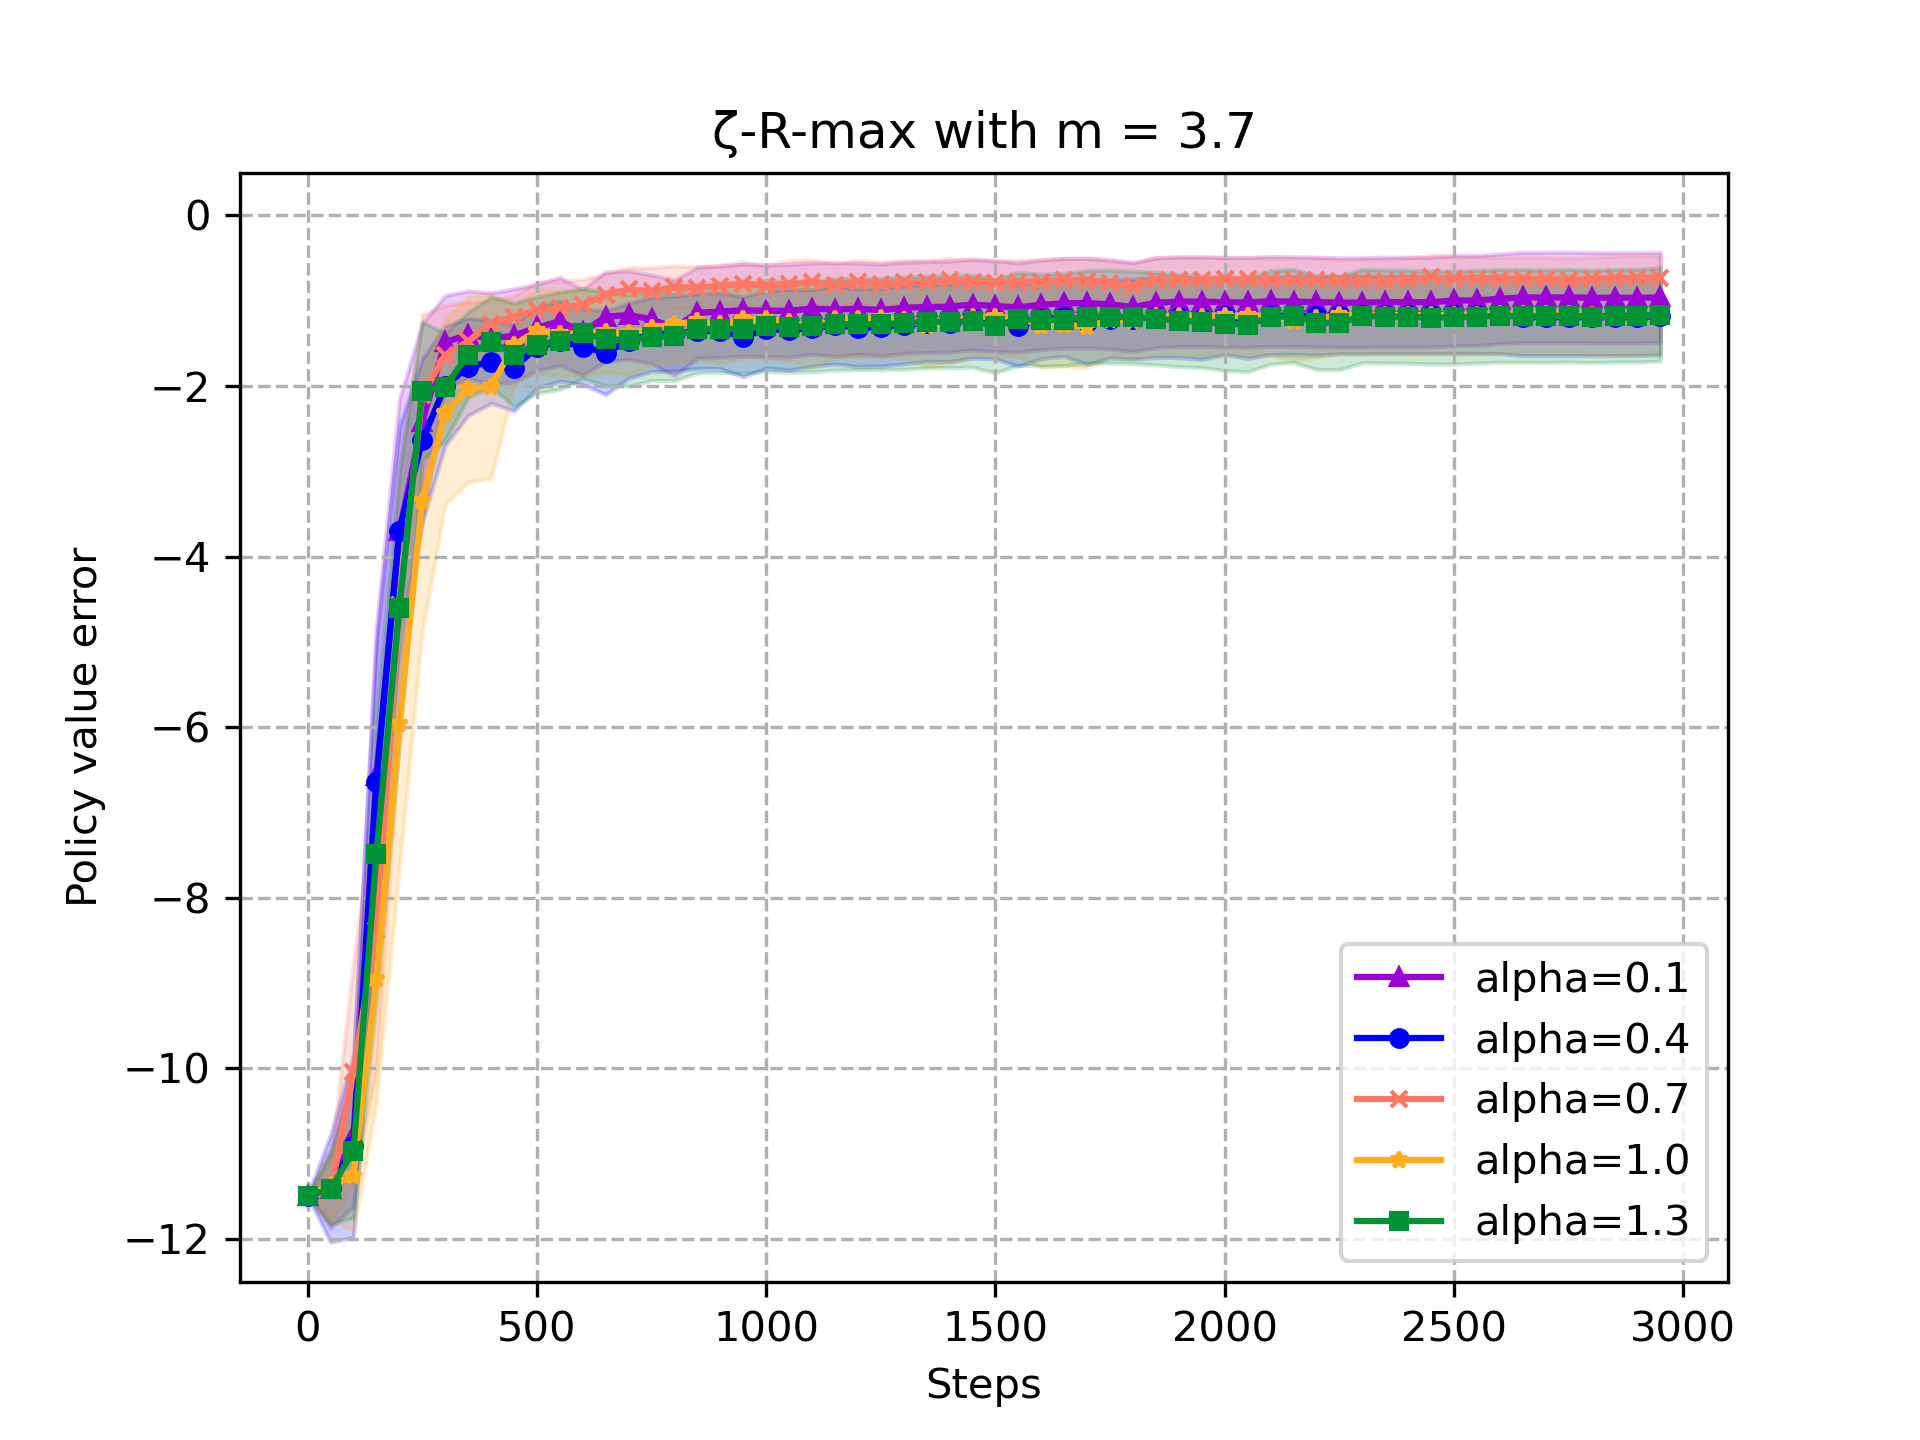 ζ-R-max with m = 3.7
Policy value error
0
−2
−4
−6
−8
−10
−12
alpha=0.1
alpha=0.4
alpha=0.7
alpha=1.0
alpha=1.3
0 500 1000 1500 2000 2500 3000
Steps